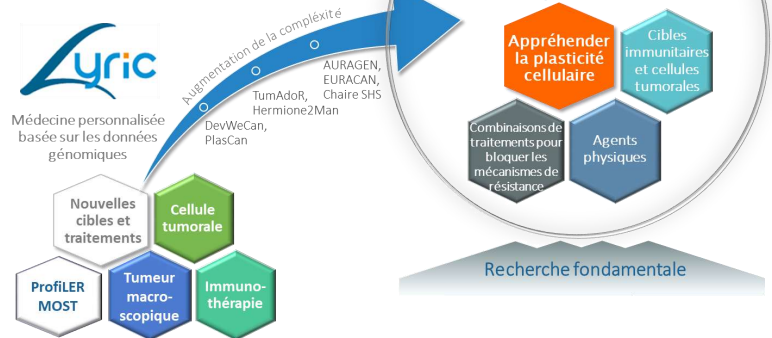 Lyric
Médecine personnalisée
basée sur les données
génomiques
Augmentation de la compléxité
DevWeCan,
PlasCan
TumAdoR,
Hermione2Man
AURAGEN,
EURACAN,
Chaire SHS
Nouvelles
cibles et
traitements
Cellule
tumorale
ProfiLER
MOST
Tumeur
macro-
scopique
Immuno-
thérapie
Appréhender
la plasticité
cellulaire
Cibles
immunitaires
et cellules
tumorales
Combinaisons de
traitements pour
bloquer les
mécanismes de
résistance
Agents
physiques
Recherche fondamentale